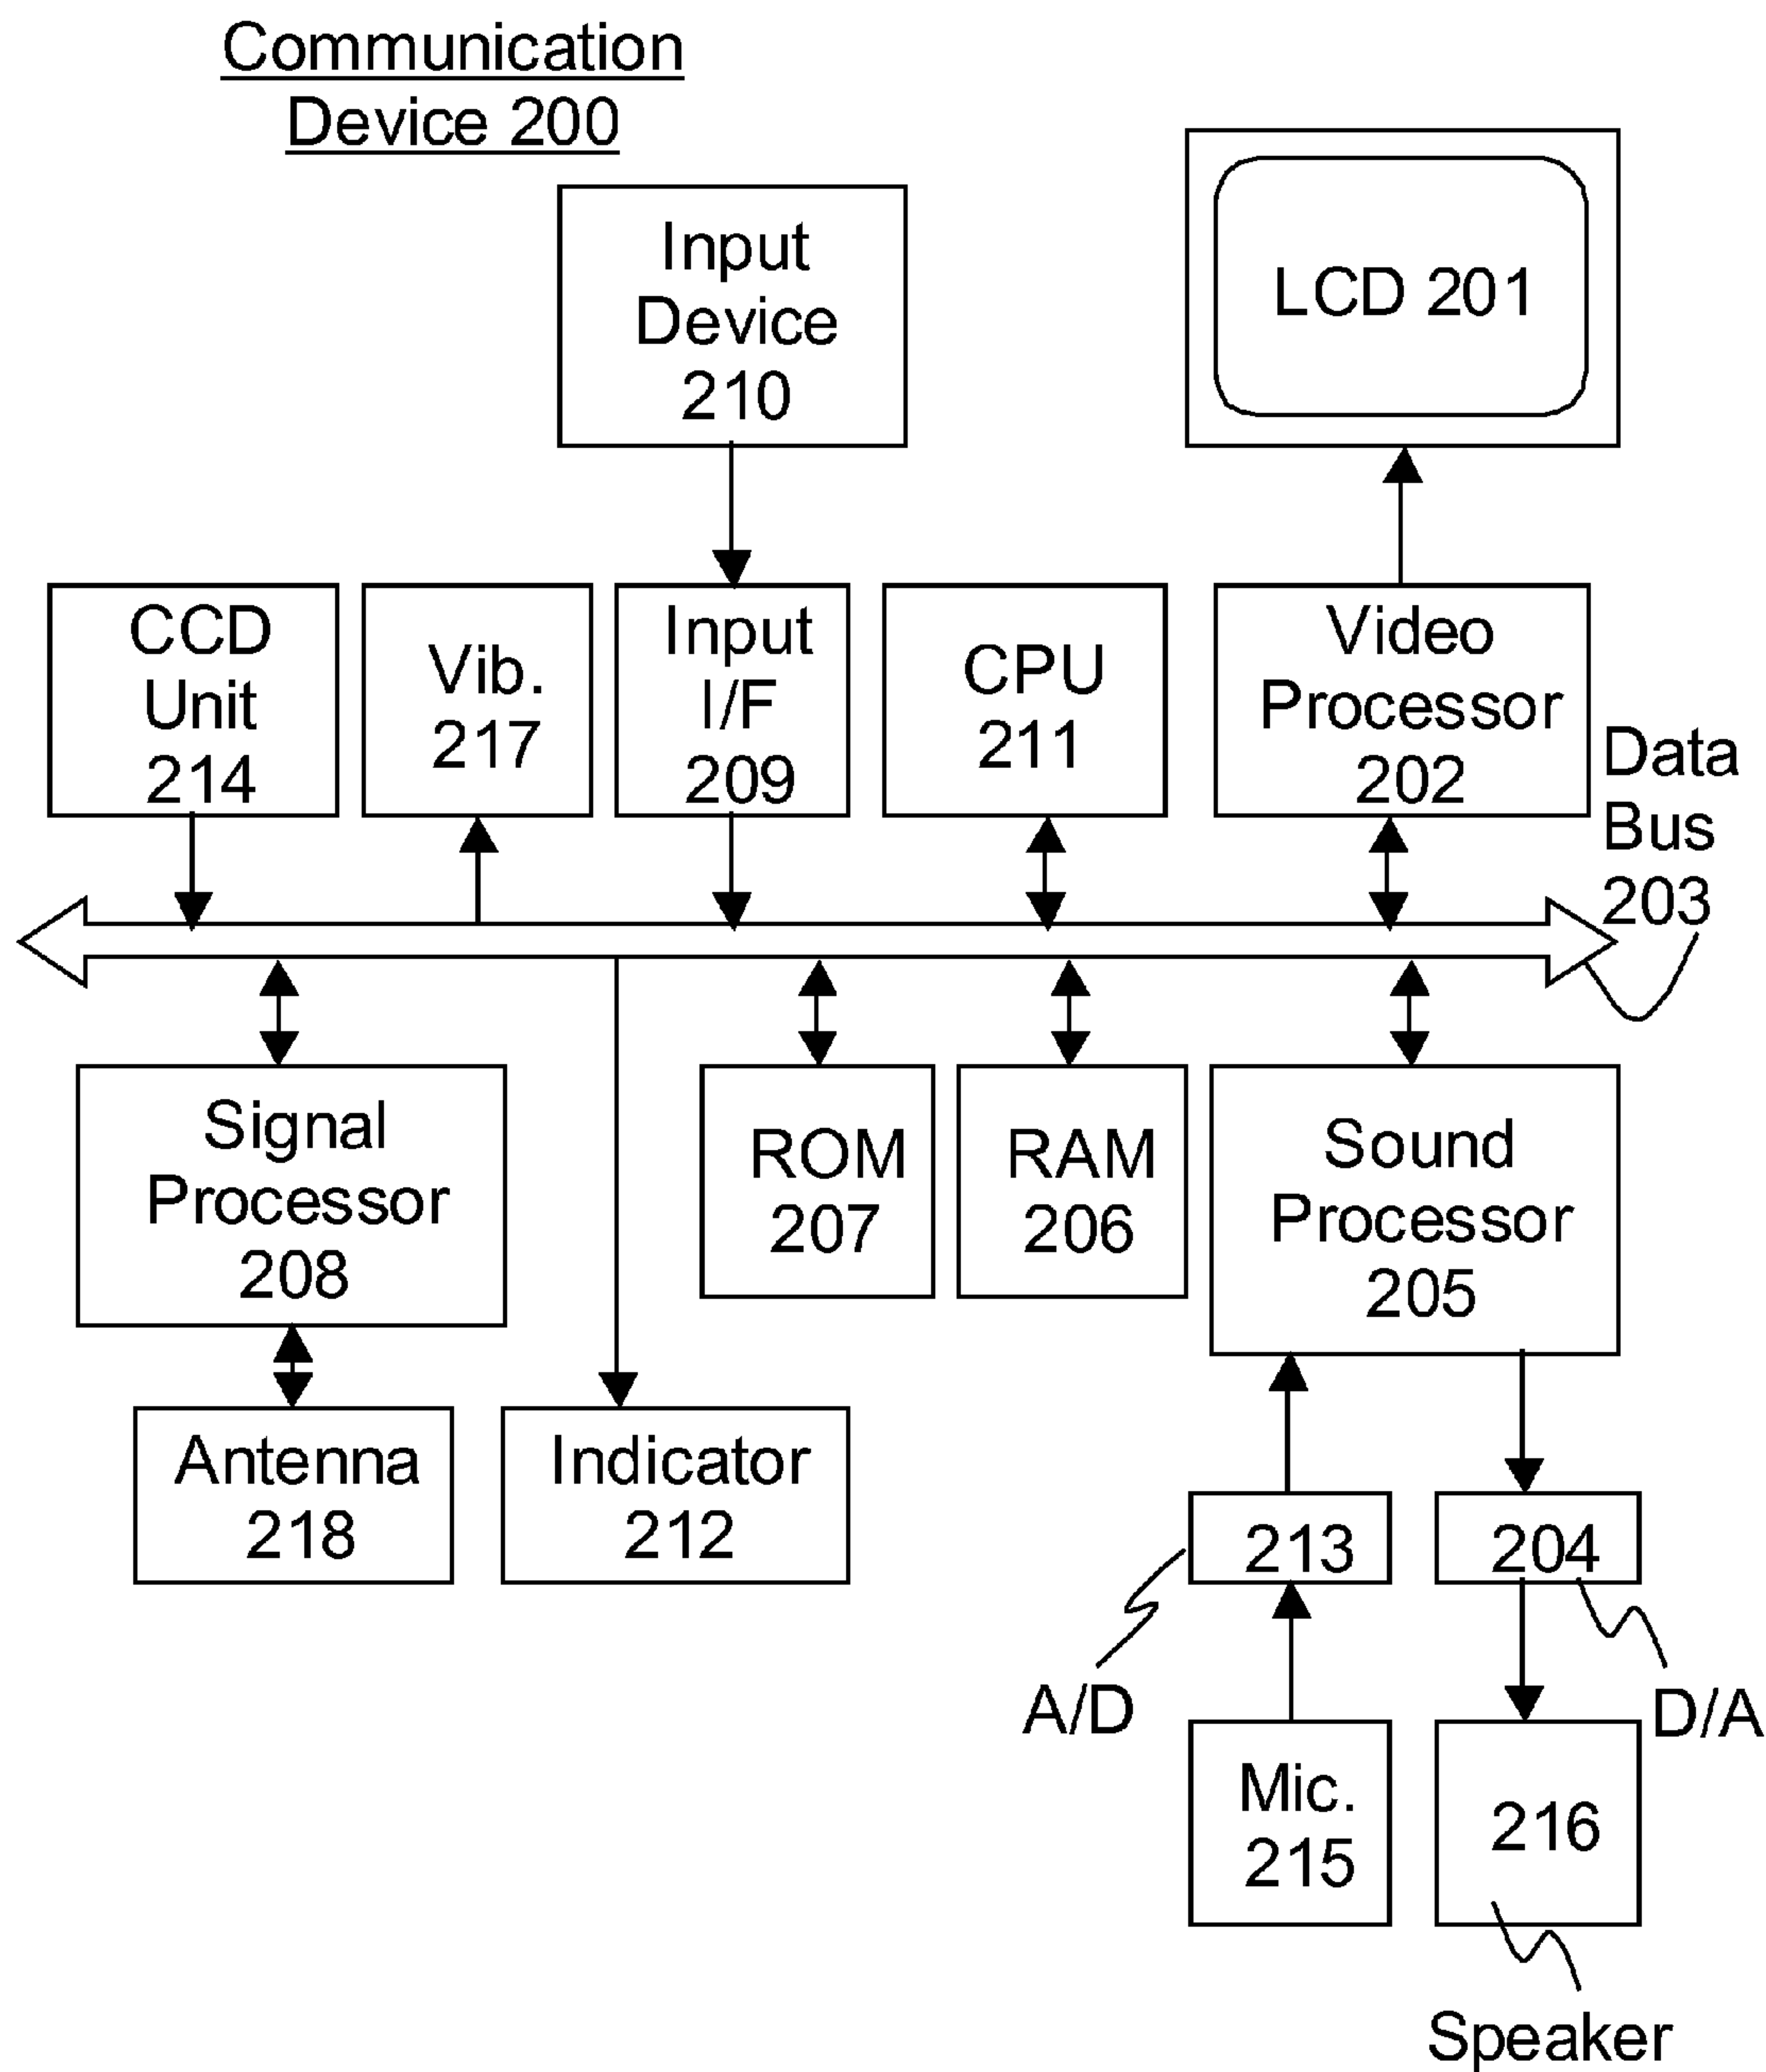 Communication
Device 200
Input
Device
210
LCD 201
CCD
Unit
214
Vib.
217
Input
I/F
209
CPU
211
Video
Processor
202
Data
Bus
203
Signal
Processor
208
ROM
207
RAM
206
Sound
Processor
205
Antenna
218
Indicator
212
213
204
A/D
D/A
Mic.
215
216
Speaker